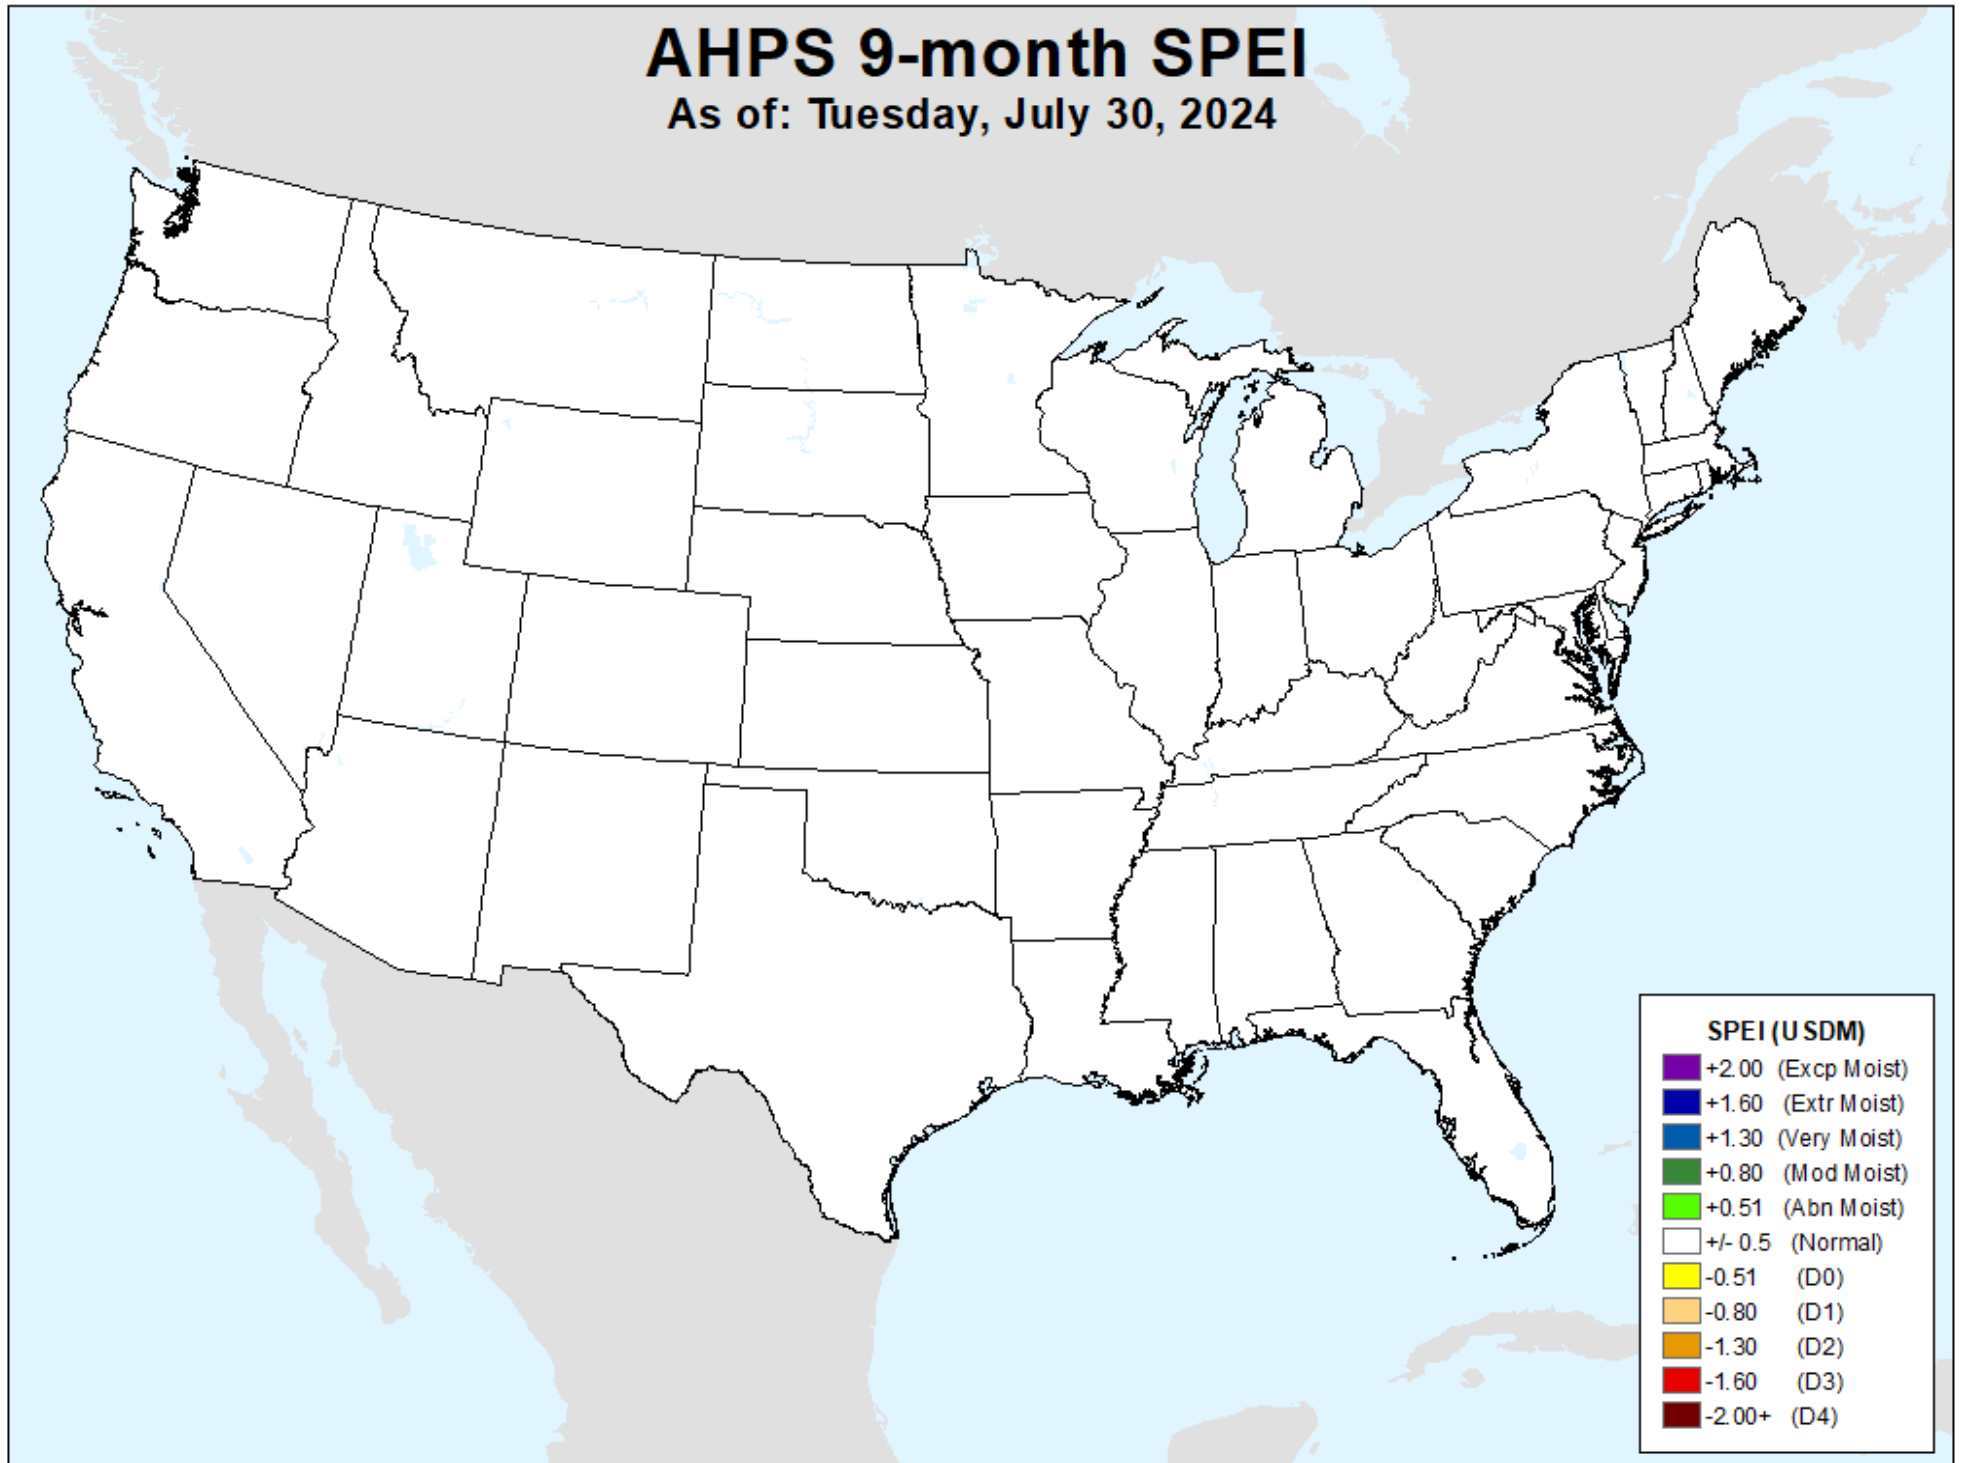 AHPS 9-month SPEI
As of: Tuesday, July 30, 2024
SPEI (USDM)
+2.00 (Excp Moist)
+1.60 (Extr Moist)
+1.30 (Very Moist)
+0.80 (Mod Moist)
+0.51 (Abn Moist)
+/- 0.5 (Normal)
-0.51 (D0)
-0.80 (D1)
-1.30 (D2)
-1.60 (D3)
-2.00+ (D4)